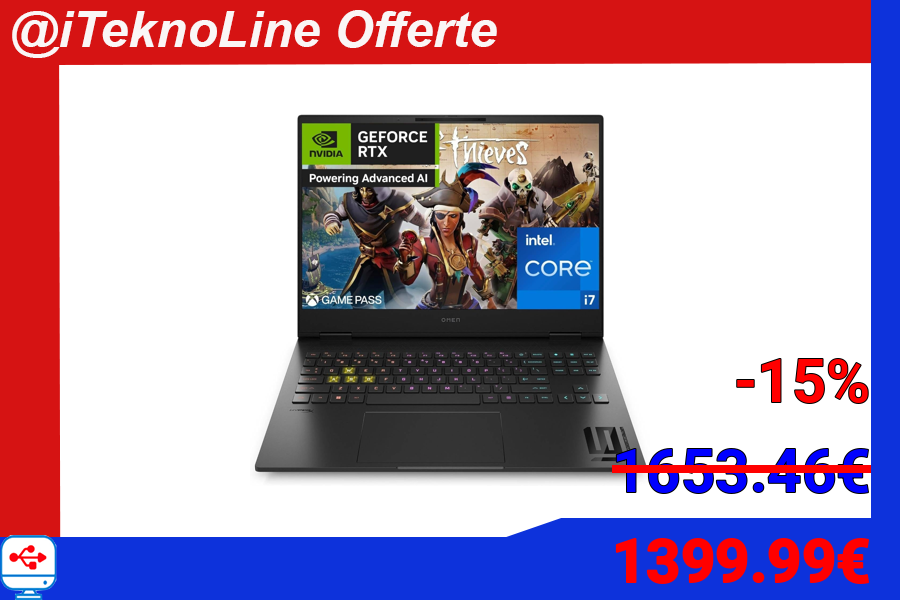 @iTeknoLine Offerte
GEFORCE
RTX
NVIDIA
Powering Advanced AI
Thieves
intel.
CORE
i7
GAME PASS
OMEN
-15%
1653.46€
1399.99€